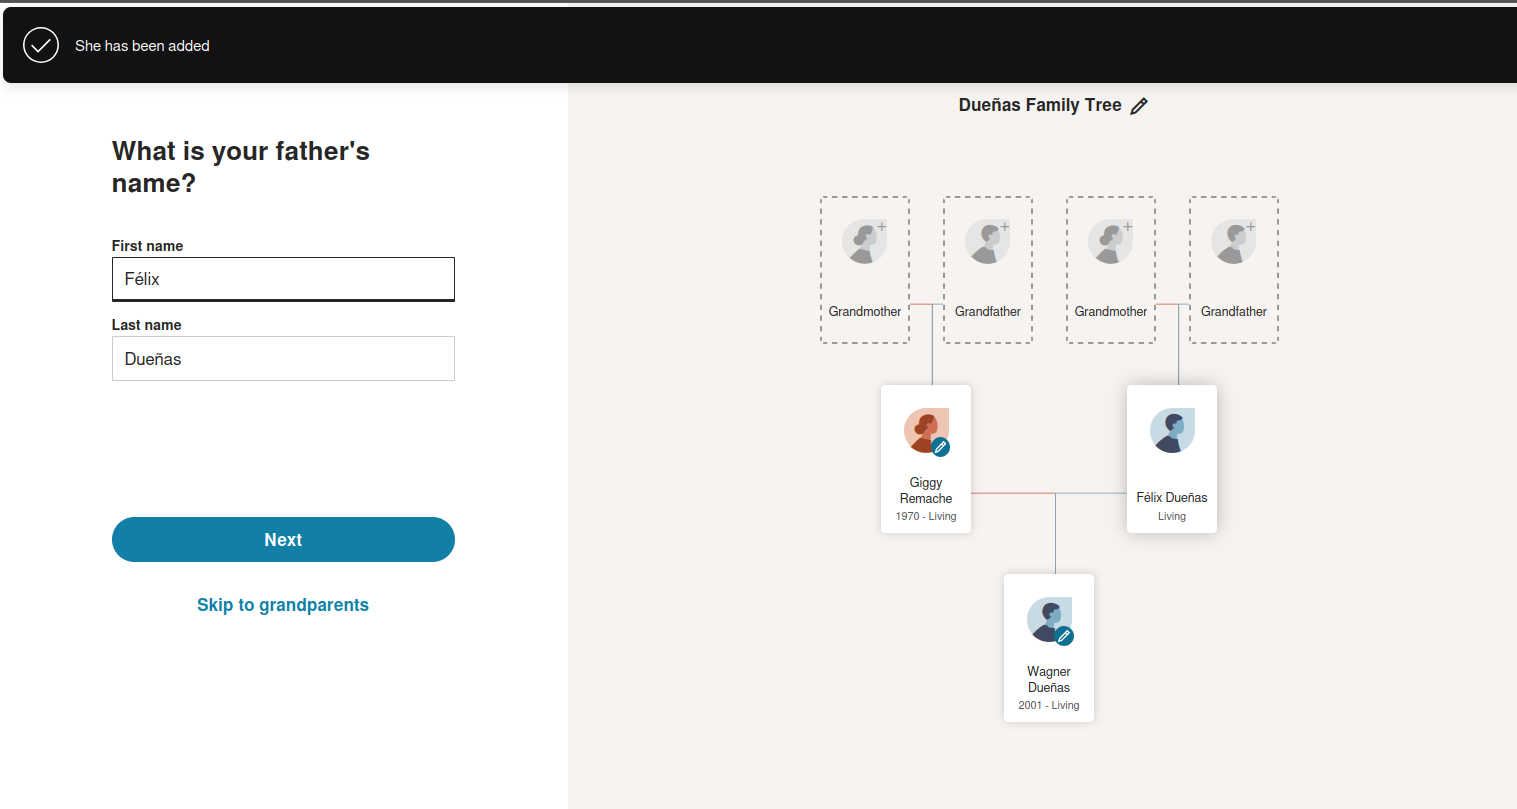 She has been added
Dueñas Family Tree
What is your father's
name?
First name
Félix
Last name
Dueñas
Next
Skip to grandparents
Grandmother
Grandfather
Grandmother
Grandfather
Giggy
Remache
1970 - Living
Félix Dueñas
Living
Wagner
Dueñas
2001 - Living